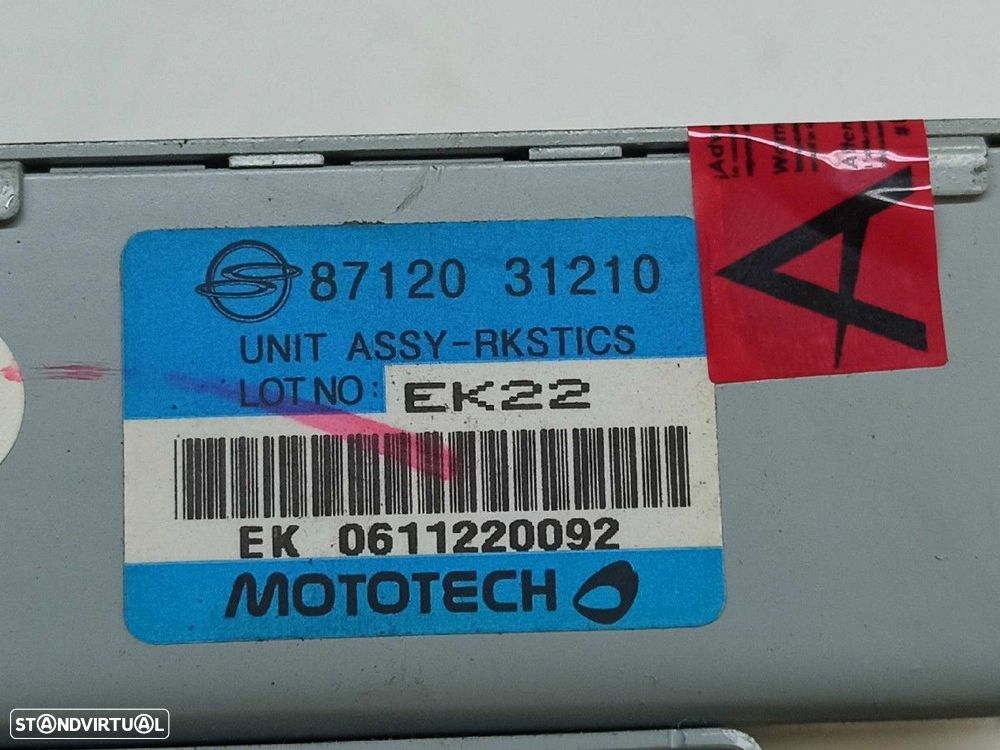 87120 31210
UNIT ASSY-RKSTICS
LOT NO: EK22
EK 0611220092
MOTOTECH
A
STANDVIRTUAL